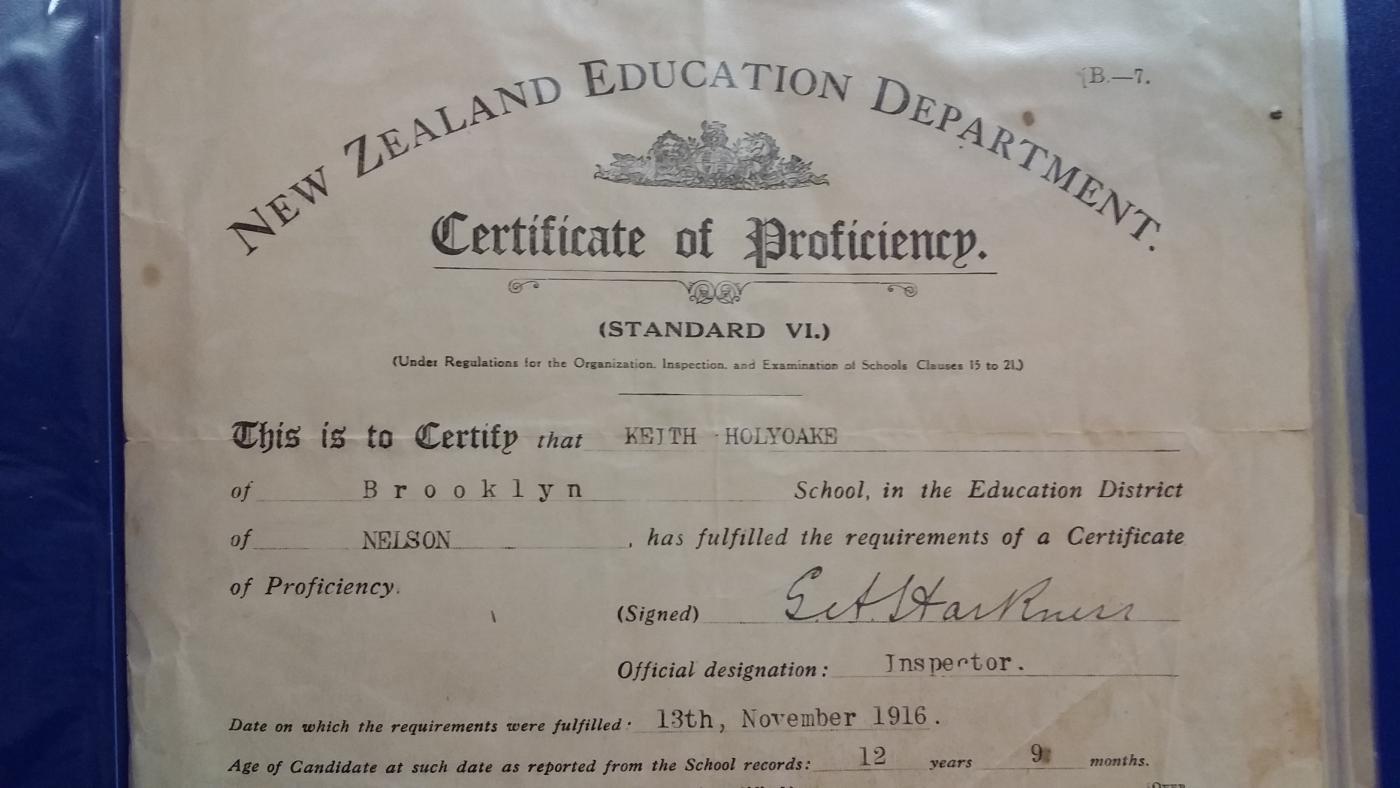 B.—7.
NEW ZEALAND EDUCATION DEPARTMENT.
Certificate of Proficiency.
(STANDARD VI.)
(Under Regulations for the Organization, Inspection, and Examination of Schools Clauses 15 to 21.)
This is to Certify that KEITH HOLYOAKE
of Brooklyn School, in the Education District
of NELSON , has fulfilled the requirements of a Certificate
of Proficiency.
(Signed) Harkness
Official designation: Inspector.
Date on which the requirements were fulfilled: 13th, November 1916.
Age of Candidate at such date as reported from the School records: 12 years 9 months.